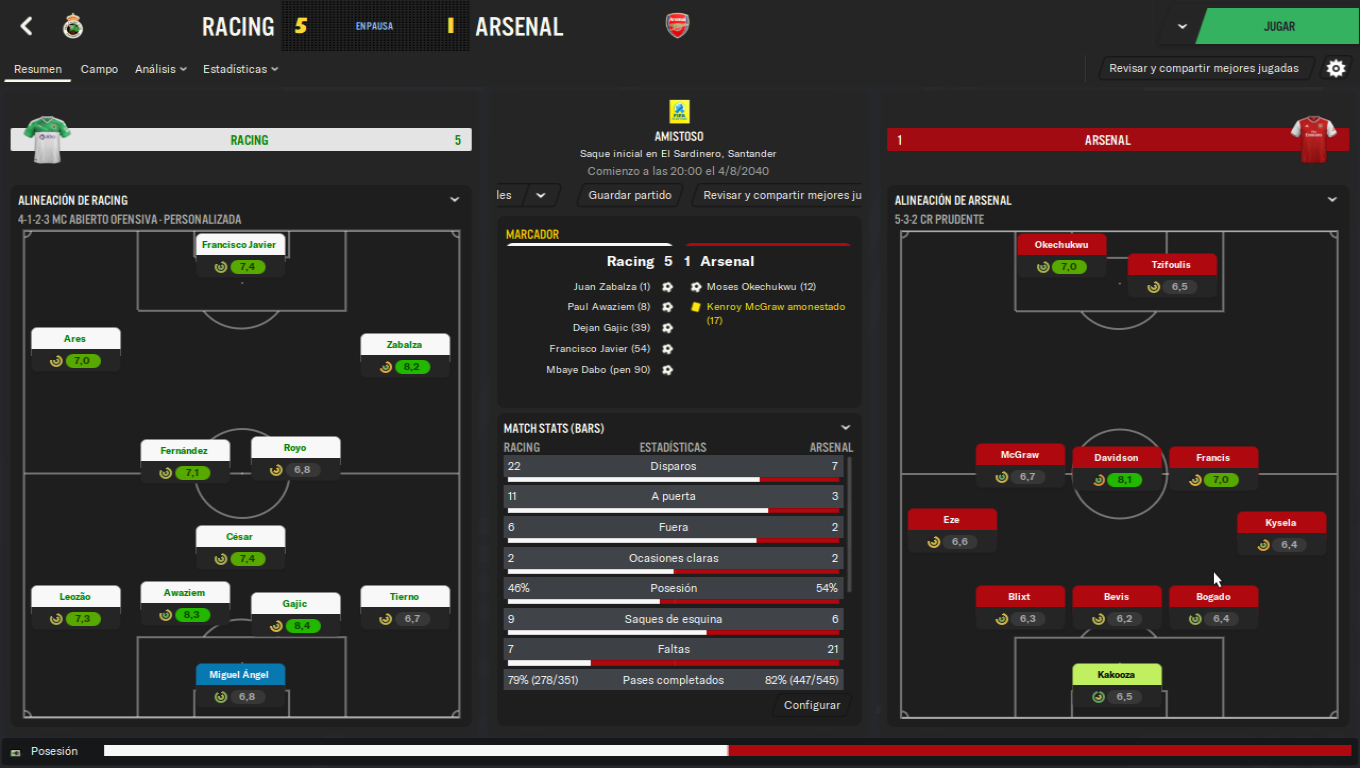 RACING 5 EN PAUSA 1 ARSENAL
JUGAR
Resumen Campo Análisis Estadísticas
Revisar y compartir mejores jugadas
RACING 5
AMISTOSO
Saque inicial en El Sardinero, Santander
Comienzo a las 20:00 el 4/8/2040
les Guardar partido Revisar y compartir mejores ju
1 ARSENAL
ALINEACIÓN DE RACING
4-1-2-3 MC ABIERTO OFENSIVA - PERSONALIZADA
Francisco Javier
7,4
Ares
7,0
Zabalza
8,2
Fernández
7,1
Royo
6,8
César
7,4
Leozão
7,3
Awaziem
8,3
Gajic
8,4
Tierno
6,7
Miguel Ángel
6,8
MARCADOR
Racing 5 1 Arsenal
Juan Zabalza (1) Moses Okechukwu (12)
Paul Awaziem (8) Kenroy McGraw amonestado
(17)
Dejan Gajic (39)
Francisco Javier (54)
Mbaye Dabo (pen 90)
MATCH STATS (BARS)
RACING ESTADÍSTICAS ARSENAL
22 Disparos 7
11 A puerta 3
6 Fuera 2
2 Ocasiones claras 2
46% Posesión 54%
9 Saques de esquina 6
7 Faltas 21
79% (278/351) Pases completados 82% (447/545)
Configurar
ALINEACIÓN DE ARSENAL
5-3-2 CR PRUDENTE
Okechukwu
7,0
Tzifoulis
6,5
McGraw
6,7
Davidson
8,1
Francis
7,0
Eze
6,6
Kysela
6,4
Blixt
6,3
Bevis
6,2
Bogado
6,4
Kakooza
6,5
Posesión